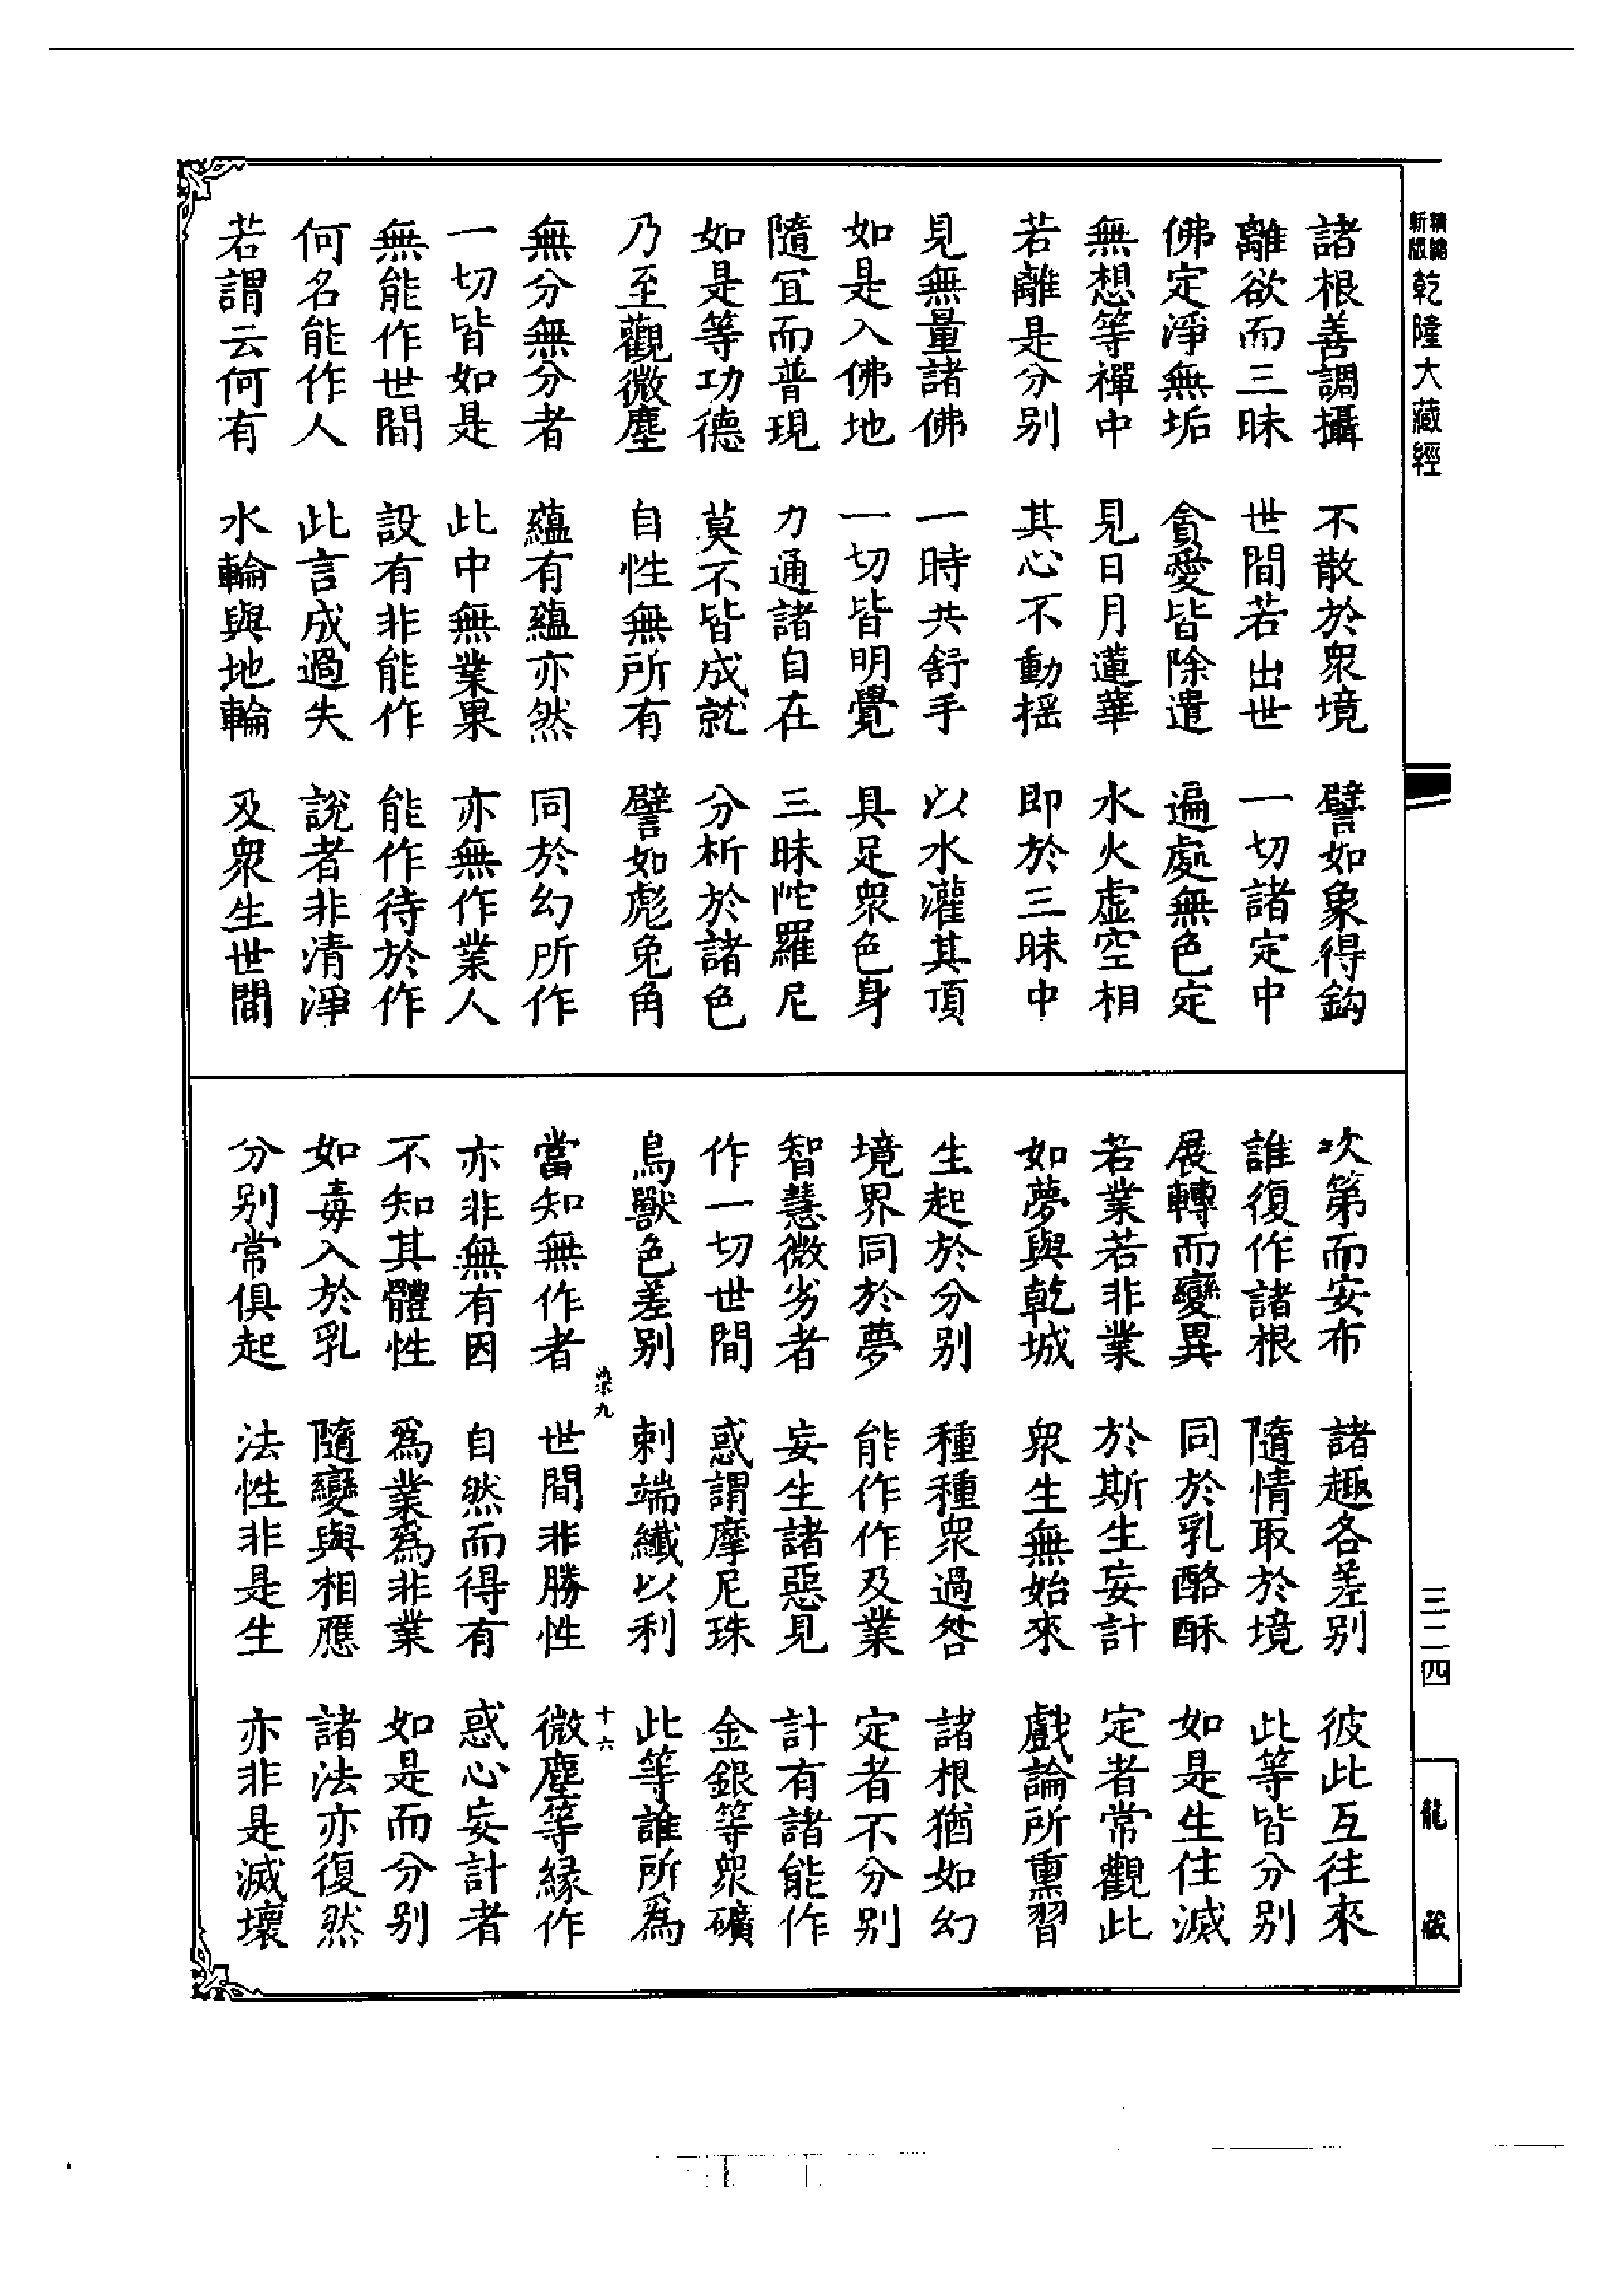 新編
新版
乾隆大藏經
諸根善調攝　不散於衆境　譬如象得鈎
離欲而三昧　世間若出世　一切諸定中
佛定淨無垢　貪愛皆除遣　遍處無色定
無想等禪中　見日月蓮華　水火虛空相
若離是分別　其心不動搖　即於三昧中
見無量諸佛　一時共舒手　以水灌其頂
如是入佛地　一切皆明覺　具足衆色身
隨宜而普現　力通諸自在　三昧陀羅尼
如是等功德　莫不皆成就　分析於諸色
乃至觀微塵　自性無所有　譬如彪兔角
無分無分者　蘊有蘊亦然　同於幻所作
一切皆如是　此中無業果　亦無作業人
無能作世間　設有非能作　能作待於作
何名能作人　此言成過失　說者非清淨
若謂云何有　水輪與地輪　及衆生世間
次第而安布　諸趣各差別　彼此互往來
誰復作諸根　隨情取於境　此等皆分別
展轉而變異　同於乳酪酥　如是生住滅
若業若非業　於斯生妄計　定者常觀此
如夢與乾城　衆生無始來　戲論所熏習
生起於分別　種種衆過咎　諸根猶如幻
境界同於夢　能作作及業　定者不分別
智慧微劣者　妄生諸惡見　計有諸能作
作一切世間　惑謂摩尼珠　金銀等衆礦
鳥獸色差別　刺端纖以利　此等誰所爲
染九　十六
當知無作者　世間非勝性　微塵等緣作
亦非無有因　自然而得有　惑心妄計者
不知其體性　爲業爲非業　如是而分別
如毒入於乳　隨變與相應　諸法亦復然
分別常俱起　法性非是生　亦非是滅壞
三二四
龍藏